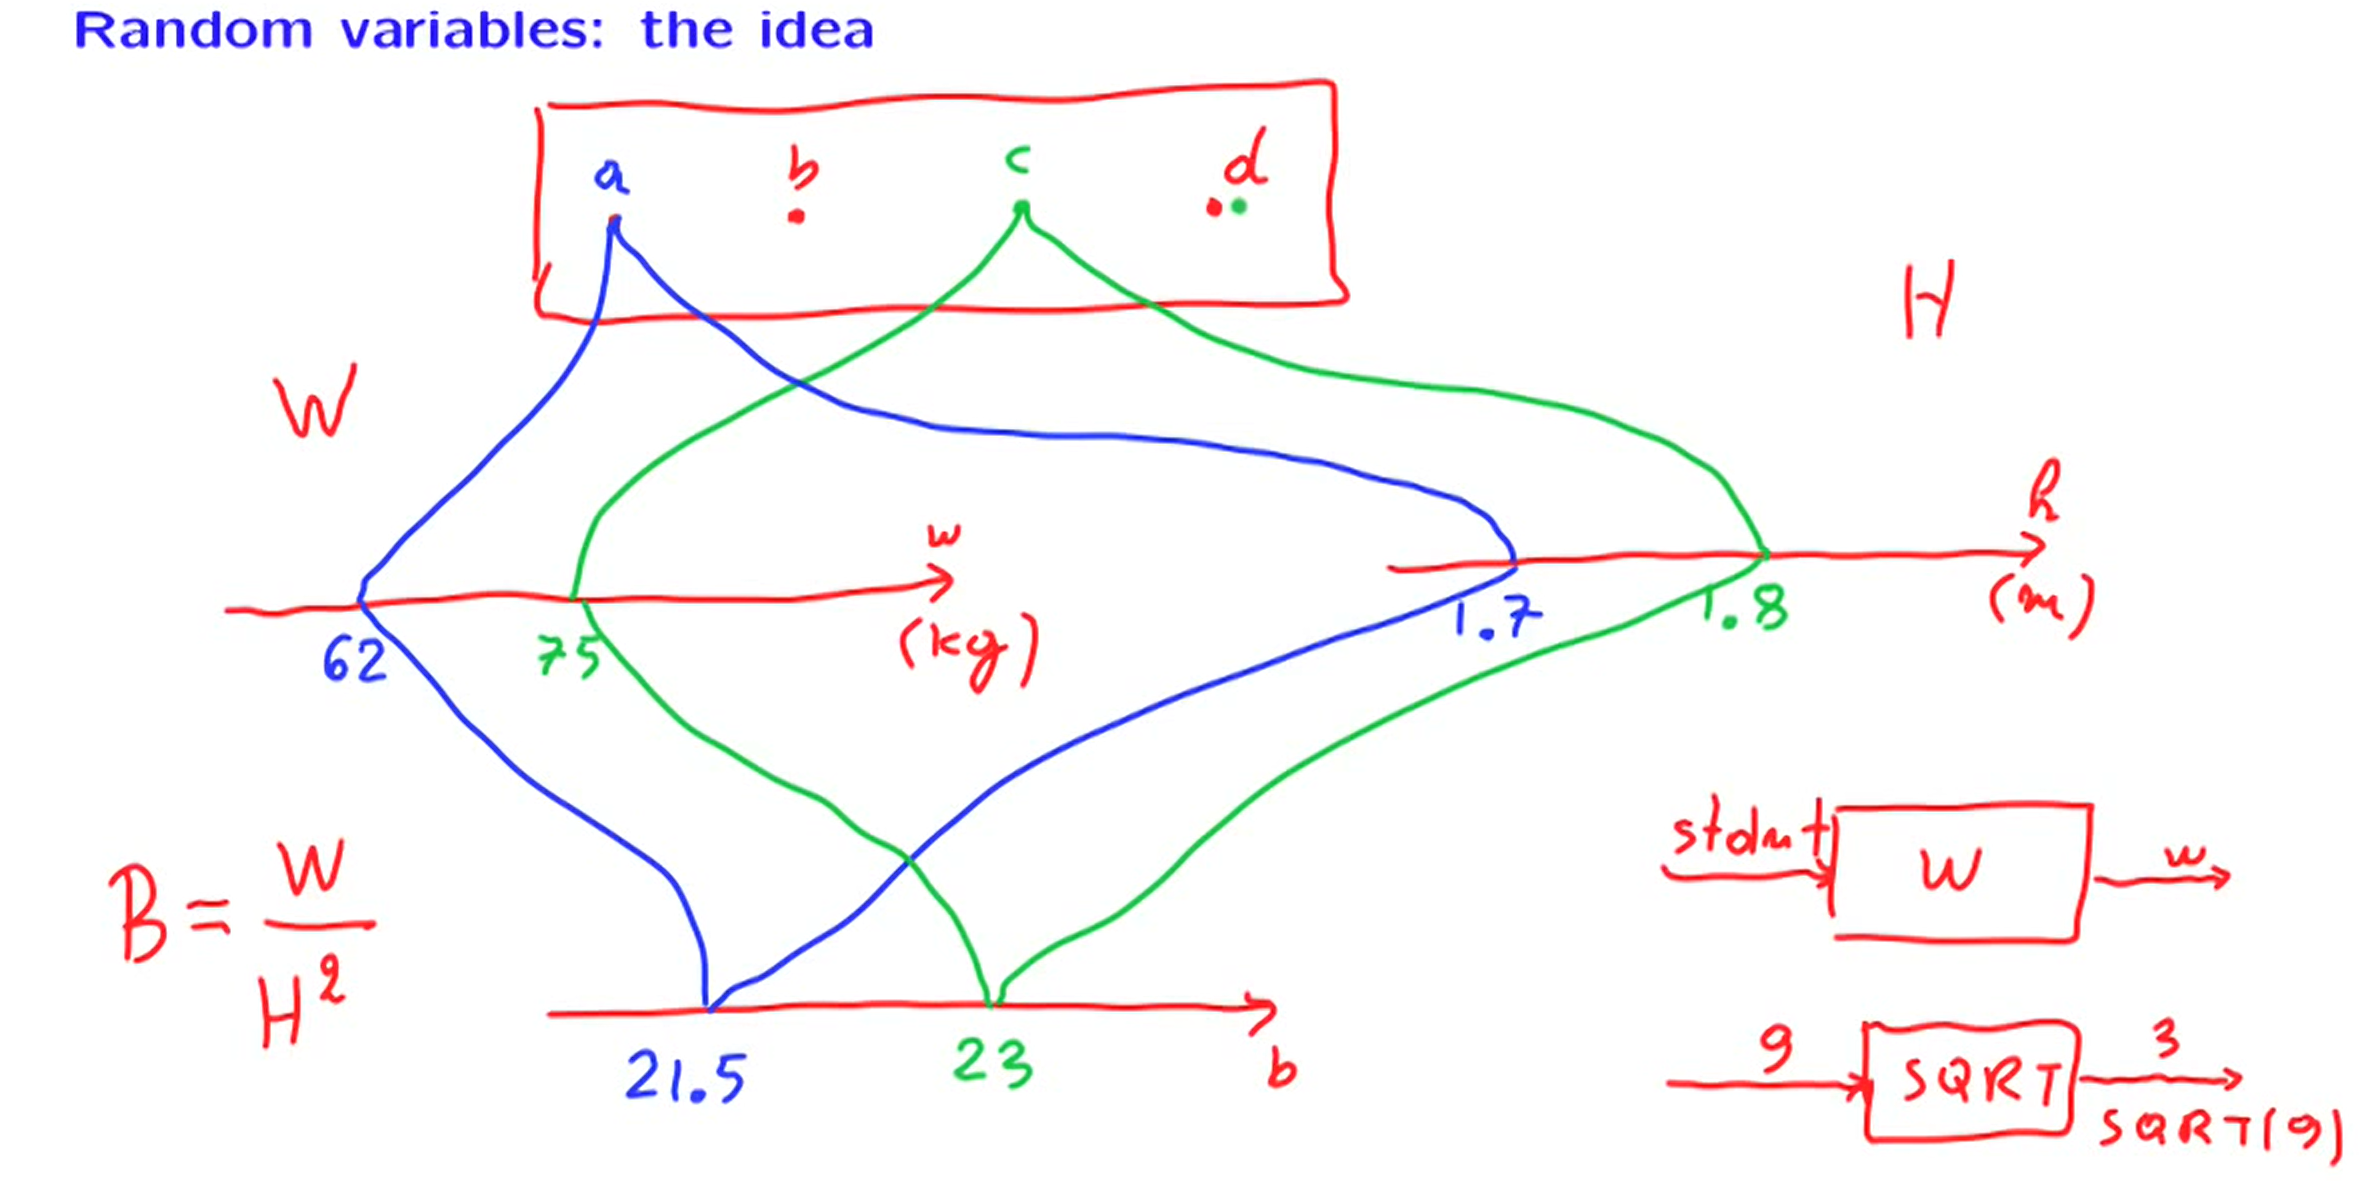 Random variables: the idea
a b c d
H
W
h
w
(m)
1.7 1.8
62 75 (kg)
stdnt W w
B = W / H²
9 SQRT 3
SQRT(9)
21.5 23 b